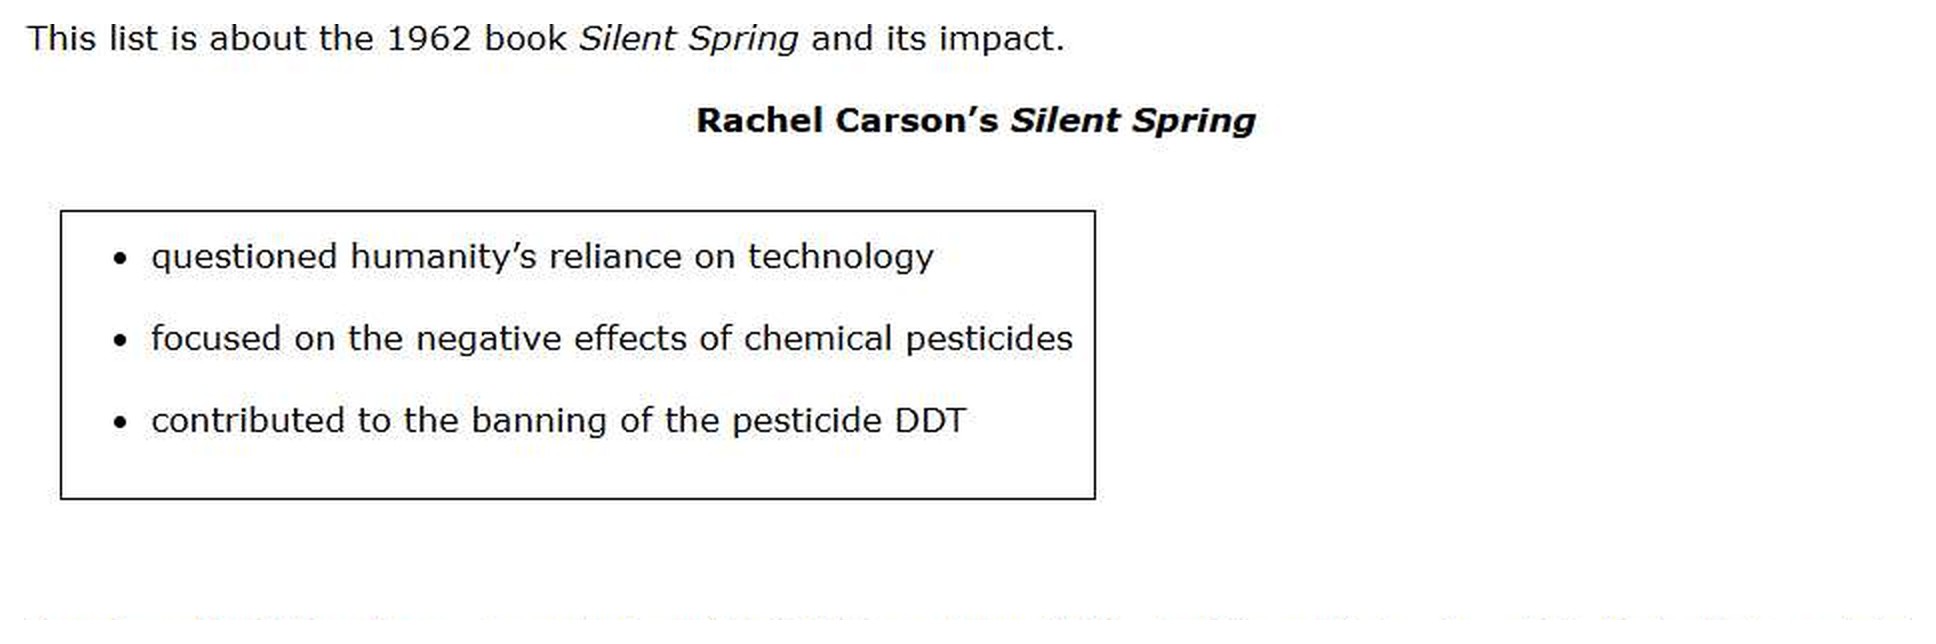 This list is about the 1962 book Silent Spring and its impact.
Rachel Carson’s Silent Spring
• questioned humanity’s reliance on technology
• focused on the negative effects of chemical pesticides
• contributed to the banning of the pesticide DDT